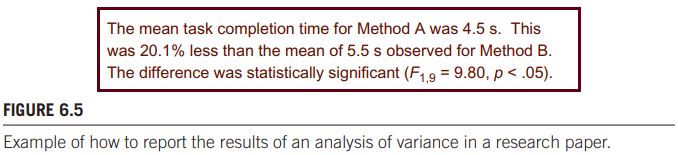 The mean task completion time for Method A was 4.5 s. This
was 20.1% less than the mean of 5.5 s observed for Method B.
The difference was statistically significant (F1,9 = 9.80, p < .05).
FIGURE 6.5
Example of how to report the results of an analysis of variance in a research paper.